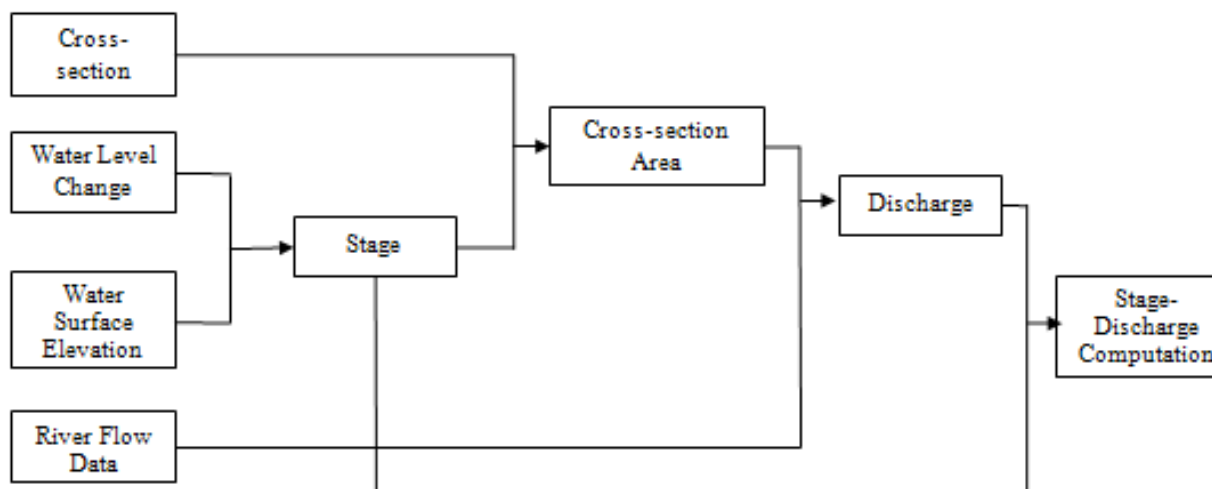 Cross-
section
Water Level
Change
Water
Surface
Elevation
River Flow
Data
Stage
Cross-section
Area
Discharge
Stage-
Discharge
Computation